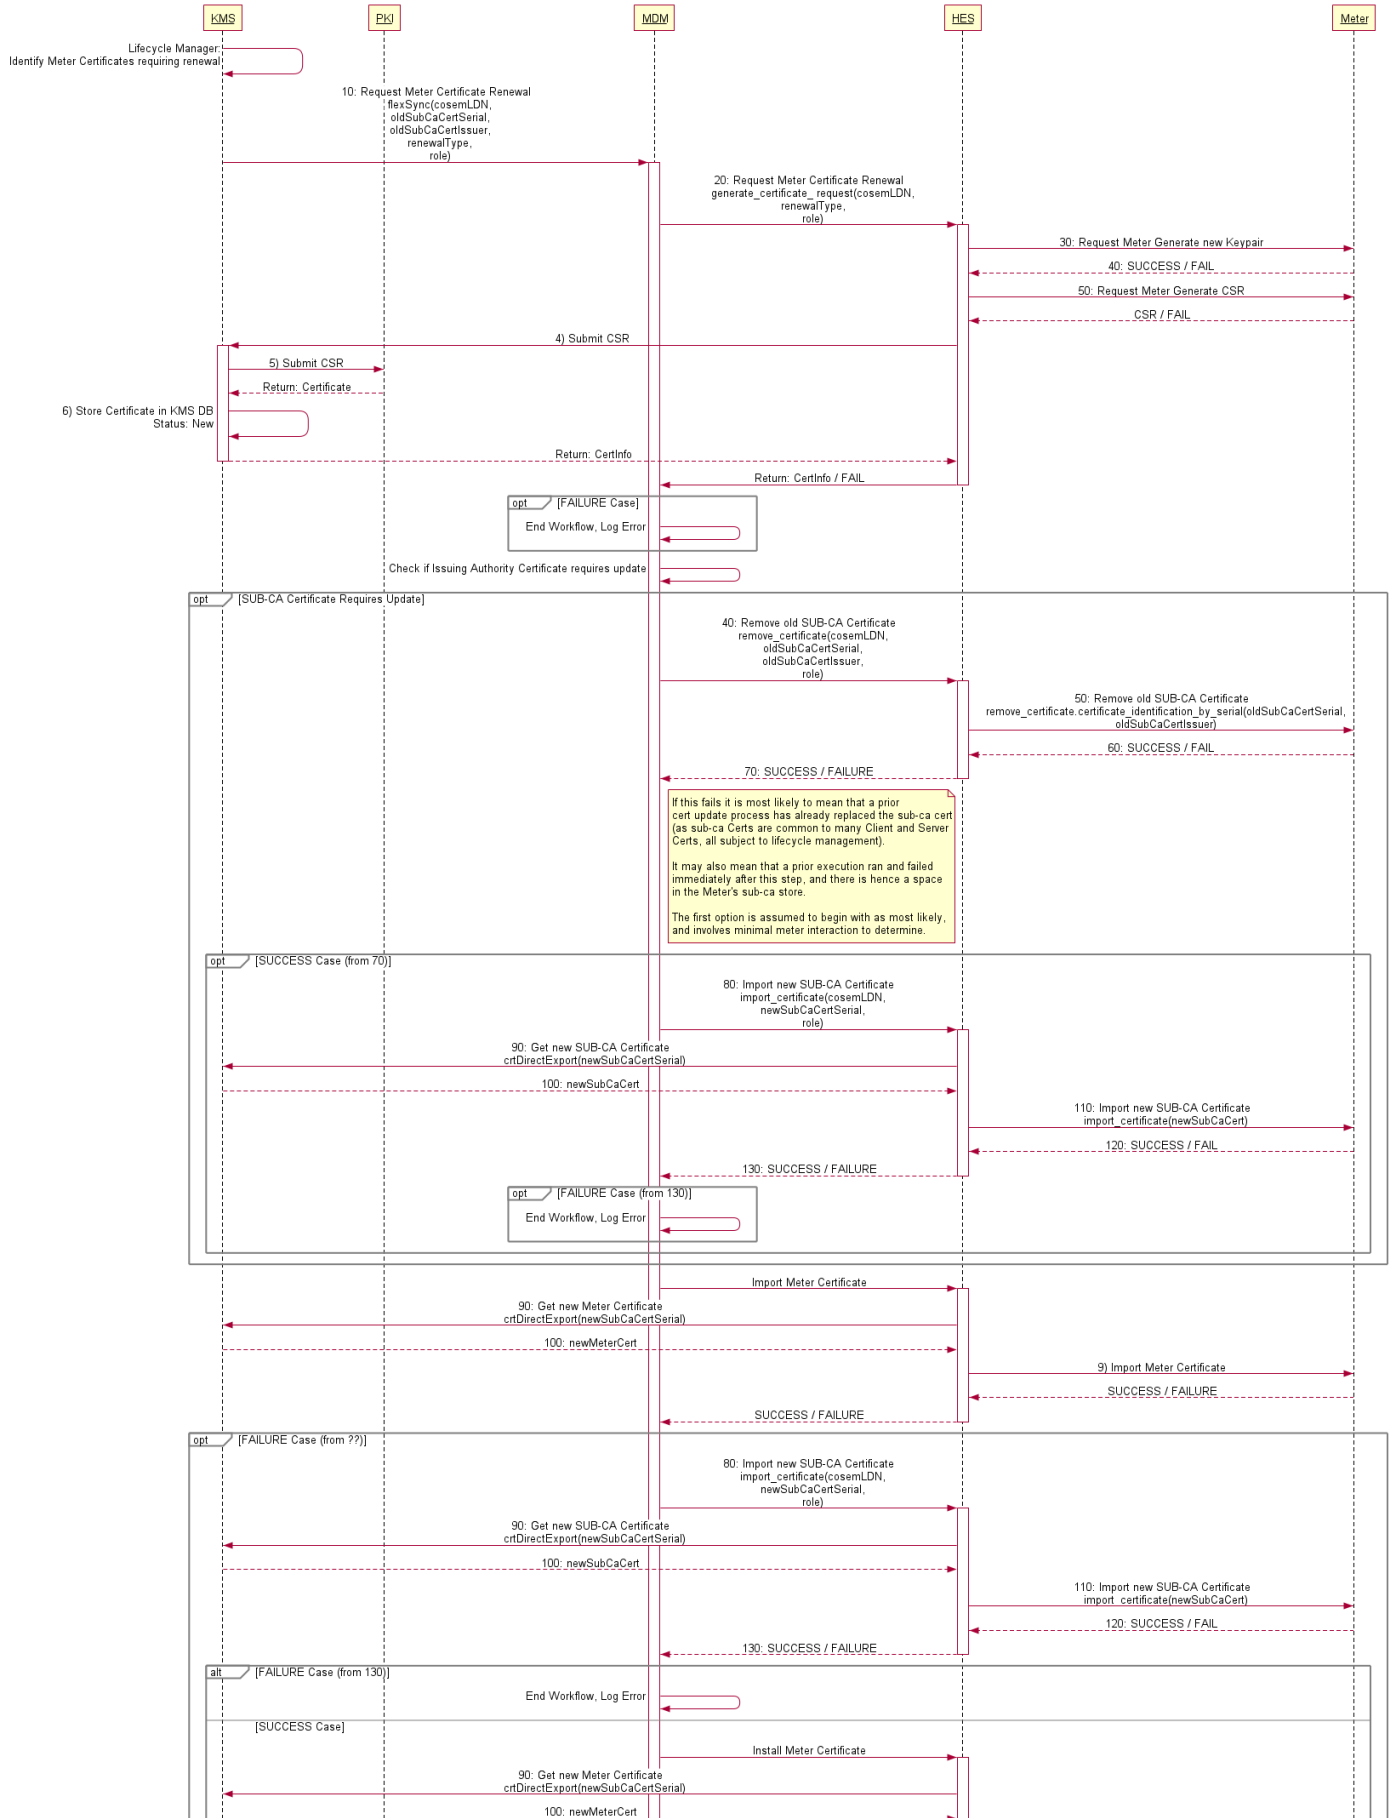 KMS
PKI
MDM
HES
Meter
Lifecycle Manager:
Identify Meter Certificates requiring renewal
10: Request Meter Certificate Renewal
flexSync(cosemLDN,
oldSubCaCertSerial,
oldSubCaCertIssuer,
renewalType,
role)
20: Request Meter Certificate Renewal
generate_certificate_ request(cosemLDN,
renewalType,
role)
30: Request Meter Generate new Keypair
40: SUCCESS / FAIL
50: Request Meter Generate CSR
CSR / FAIL
4) Submit CSR
5) Submit CSR
Return: Certificate
6) Store Certificate in KMS DB
Status: New
Return: CertInfo
Return: CertInfo / FAIL
opt [FAILURE Case]
End Workflow, Log Error
Check if Issuing Authority Certificate requires update
opt [SUB-CA Certificate Requires Update]
40: Remove old SUB-CA Certificate
remove_certificate(cosemLDN,
oldSubCaCertSerial,
oldSubCaCertIssuer,
role)
50: Remove old SUB-CA Certificate
remove_certificate.certificate_identification_by_serial(oldSubCaCertSerial,
oldSubCaCertIssuer)
60: SUCCESS / FAIL
70: SUCCESS / FAILURE
If this fails it is most likely to mean that a prior
cert update process has already replaced the sub-ca cert
(as sub-ca Certs are common to many Client and Server
Certs, all subject to lifecycle management).
It may also mean that a prior execution ran and failed
immediately after this step, and there is hence a space
in the Meter's sub-ca store.
The first option is assumed to begin with as most likely,
and involves minimal meter interaction to determine.
opt [SUCCESS Case (from 70)]
80: Import new SUB-CA Certificate
import_certificate(cosemLDN,
newSubCaCertSerial,
role)
90: Get new SUB-CA Certificate
crtDirectExport(newSubCaCertSerial)
100: newSubCaCert
110: Import new SUB-CA Certificate
import_certificate(newSubCaCert)
120: SUCCESS / FAIL
130: SUCCESS / FAILURE
opt [FAILURE Case (from 130)]
End Workflow, Log Error
Import Meter Certificate
90: Get new Meter Certificate
crtDirectExport(newSubCaCertSerial)
100: newMeterCert
9) Import Meter Certificate
SUCCESS / FAILURE
SUCCESS / FAILURE
opt [FAILURE Case (from ??)]
80: Import new SUB-CA Certificate
import_certificate(cosemLDN,
newSubCaCertSerial,
role)
90: Get new SUB-CA Certificate
crtDirectExport(newSubCaCertSerial)
100: newSubCaCert
110: Import new SUB-CA Certificate
import_certificate(newSubCaCert)
120: SUCCESS / FAIL
130: SUCCESS / FAILURE
alt [FAILURE Case (from 130)]
End Workflow, Log Error
[SUCCESS Case]
Install Meter Certificate
90: Get new Meter Certificate
crtDirectExport(newSubCaCertSerial)
100: newMeterCert